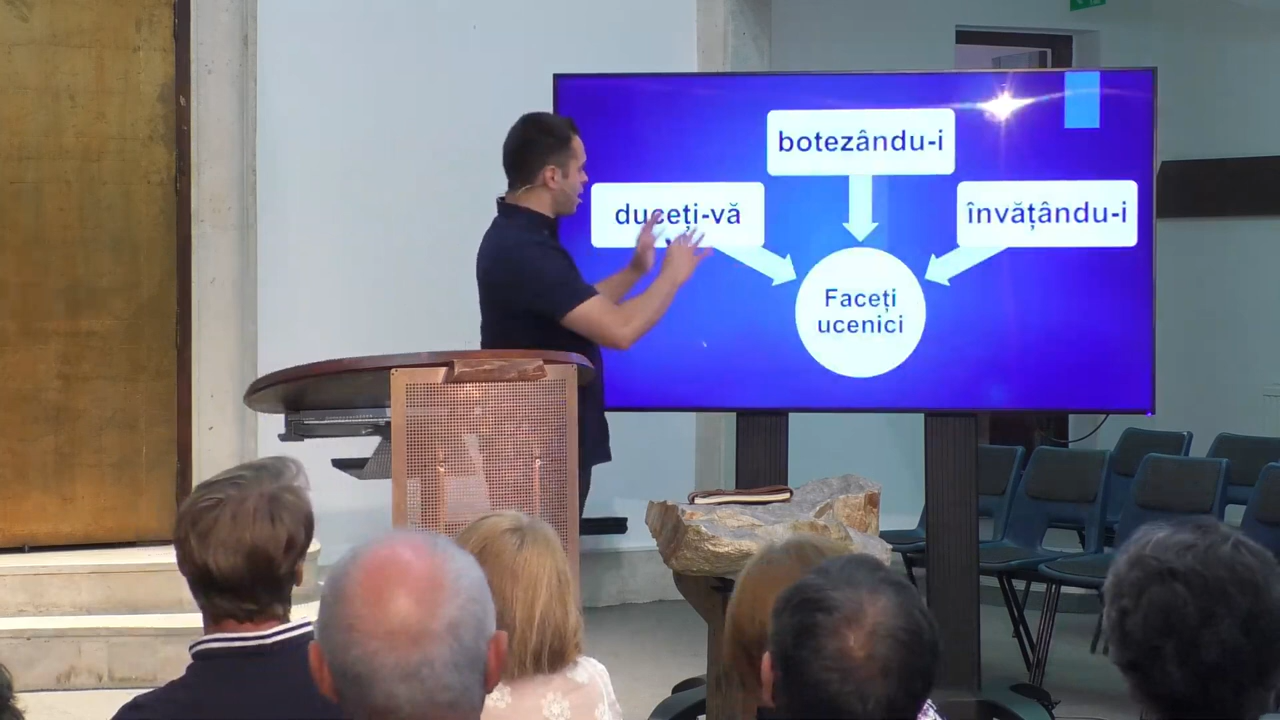 botezându-i
duceți-vă
învățându-i
Faceți
ucenici